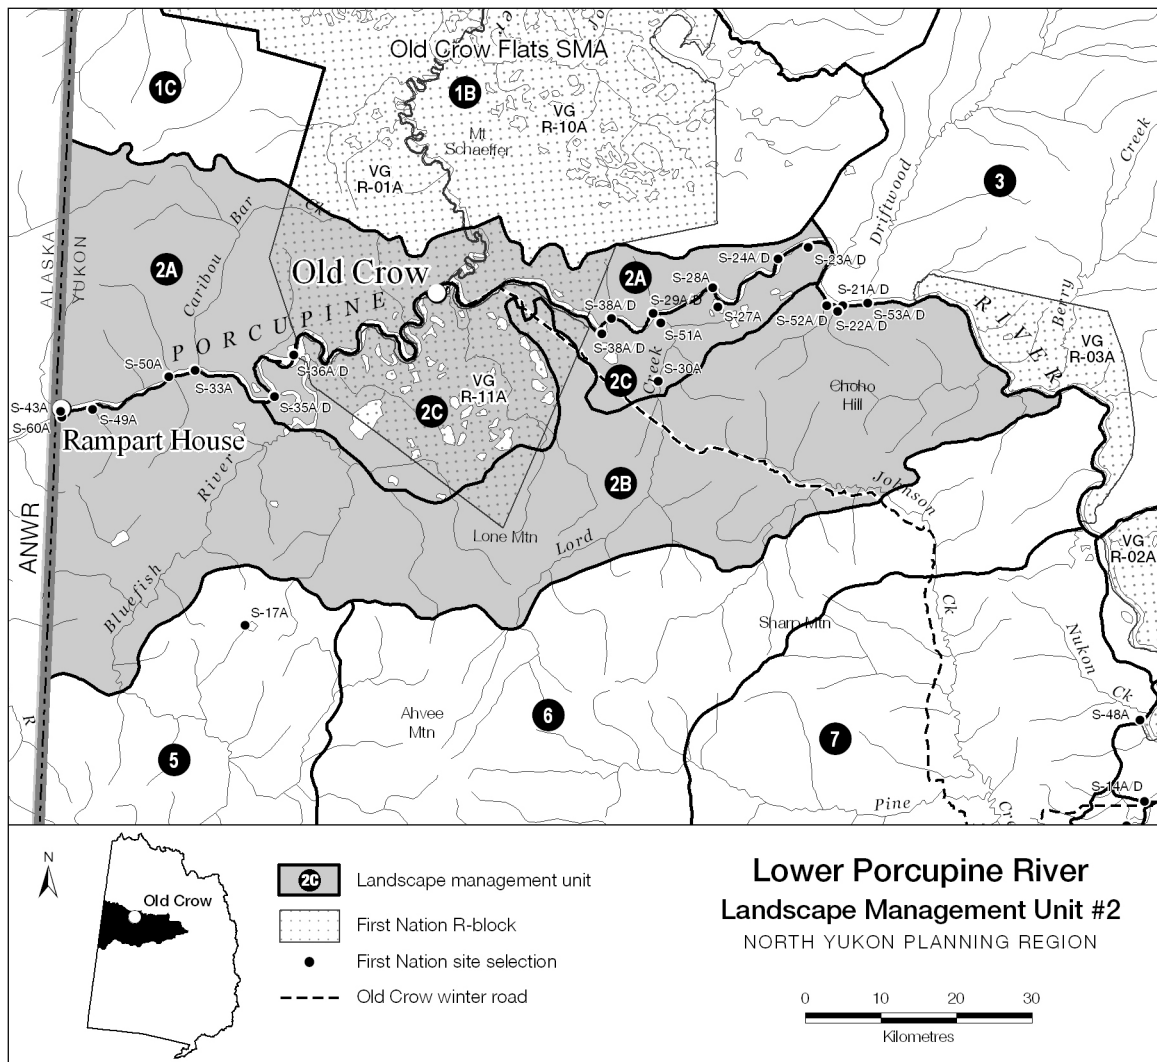 Old Crow Flats SMA
1C
1B
VG
R-10A
Mt
Schaeffer
VG
R-01A
3
Driftwood
Creek
Berry
Bar
Ck
Caribou
2A
ALASKA
YUKON
Old Crow
PORCUPINE
2A
S-24A/D
S-23A/D
S-28A
S-29A/D
S-38A/D
S-27A
S-51A
S-38A/D
S-21A/D
S-53A/D
S-52A/D
S-22A/D
RIVER
VG
R-03A
S-50A
S-33A
S-36A/D
S-35A/D
S-30A
Creek
2C
VG
R-11A
2C
Choho
Hill
S-43A
S-60A
S-49A
Rampart House
River
2B
Johnson
Lone Mtn
Lord
ANWR
Bluefish
VG
R-02A
S-17A
Sharp Mtn
Ck
Nukon
Ck
Ahvee
Mtn
6
7
S-48A
R
5
S-14A/D
Pine
Cre
N
Old Crow
2C
Landscape management unit
First Nation R-block
First Nation site selection
Old Crow winter road
Lower Porcupine River
Landscape Management Unit #2
NORTH YUKON PLANNING REGION
0 10 20 30
Kilometres